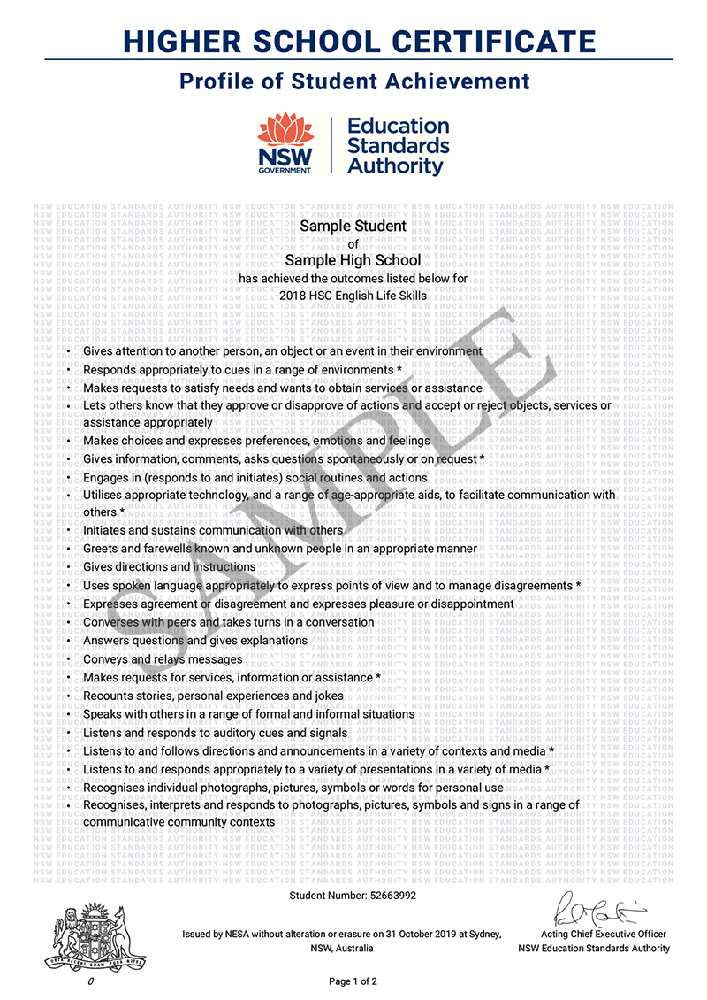 HIGHER SCHOOL CERTIFICATE
Profile of Student Achievement
NSW
GOVERNMENT
Education
Standards
Authority
Sample Student
of
Sample High School
has achieved the outcomes listed below for
2018 HSC English Life Skills
• Gives attention to another person, an object or an event in their environment
• Responds appropriately to cues in a range of environments *
• Makes requests to satisfy needs and wants to obtain services or assistance
• Lets others know that they approve or disapprove of actions and accept or reject objects, services or
assistance appropriately
• Makes choices and expresses preferences, emotions and feelings
• Gives information, comments, asks questions spontaneously or on request *
• Engages in (responds to and initiates) social routines and actions
• Utilises appropriate technology, and a range of age-appropriate aids, to facilitate communication with
others *
• Initiates and sustains communication with others
• Greets and farewells known and unknown people in an appropriate manner
• Gives directions and instructions
• Uses spoken language appropriately to express points of view and to manage disagreements *
• Expresses agreement or disagreement and expresses pleasure or disappointment
• Converses with peers and takes turns in a conversation
• Answers questions and gives explanations
• Conveys and relays messages
• Makes requests for services, information or assistance *
• Recounts stories, personal experiences and jokes
• Speaks with others in a range of formal and informal situations
• Listens and responds to auditory cues and signals
• Listens to and follows directions and announcements in a variety of contexts and media *
• Listens to and responds appropriately to a variety of presentations in a variety of media *
• Recognises individual photographs, pictures, symbols or words for personal use
• Recognises, interprets and responds to photographs, pictures, symbols and signs in a range of
communicative community contexts
SAMPLE
Student Number: 52663992
Issued by NESA without alteration or erasure on 31 October 2019 at Sydney,
NSW, Australia
Acting Chief Executive Officer
NSW Education Standards Authority
ORTA RECENS QUAM PURA NITES
0
Page 1 of 2